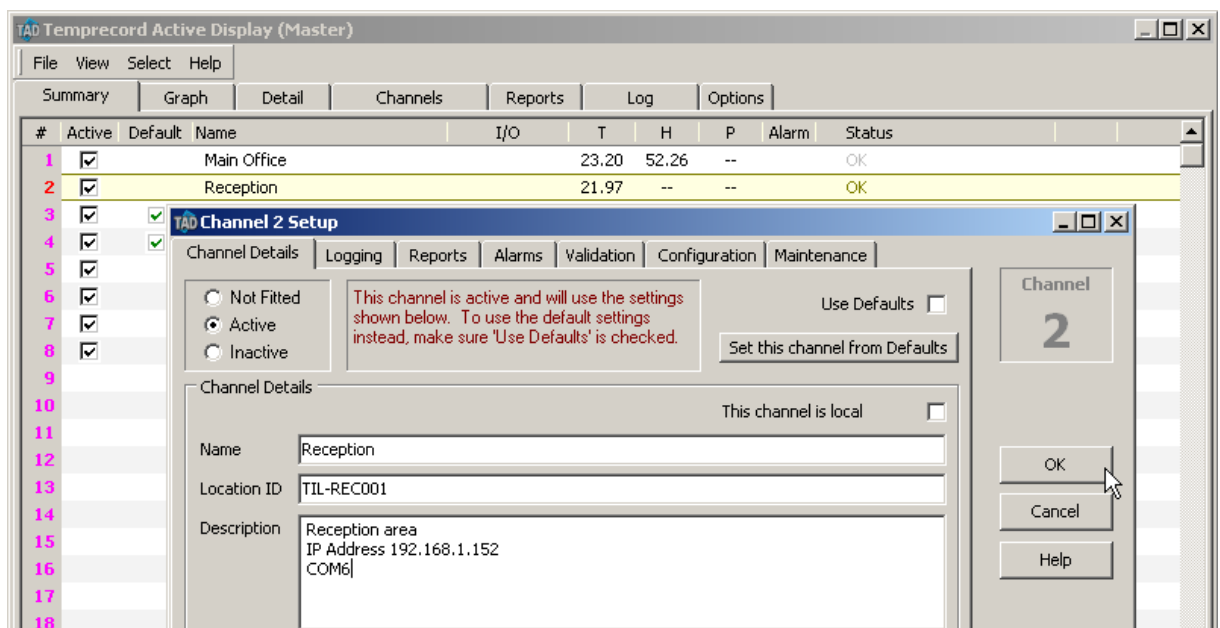 TAD Temprecord Active Display (Master)
File View Select Help
Summary Graph Detail Channels Reports Log Options
# Active Default Name I/O T H P Alarm Status
1 Main Office 23.20 52.26 -- OK
2 Reception 21.97 -- -- OK
3
4
5
6
7
8
9
10
11
12
13
14
15
16
17
18
TAD Channel 2 Setup
Channel Details Logging Reports Alarms Validation Configuration Maintenance
Not Fitted
Active
Inactive
This channel is active and will use the settings
shown below. To use the default settings
instead, make sure 'Use Defaults' is checked.
Use Defaults
Set this channel from Defaults
Channel
2
Channel Details
This channel is local
Name Reception
Location ID TIL-REC001
Description Reception area
IP Address 192.168.1.152
COM6
OK
Cancel
Help